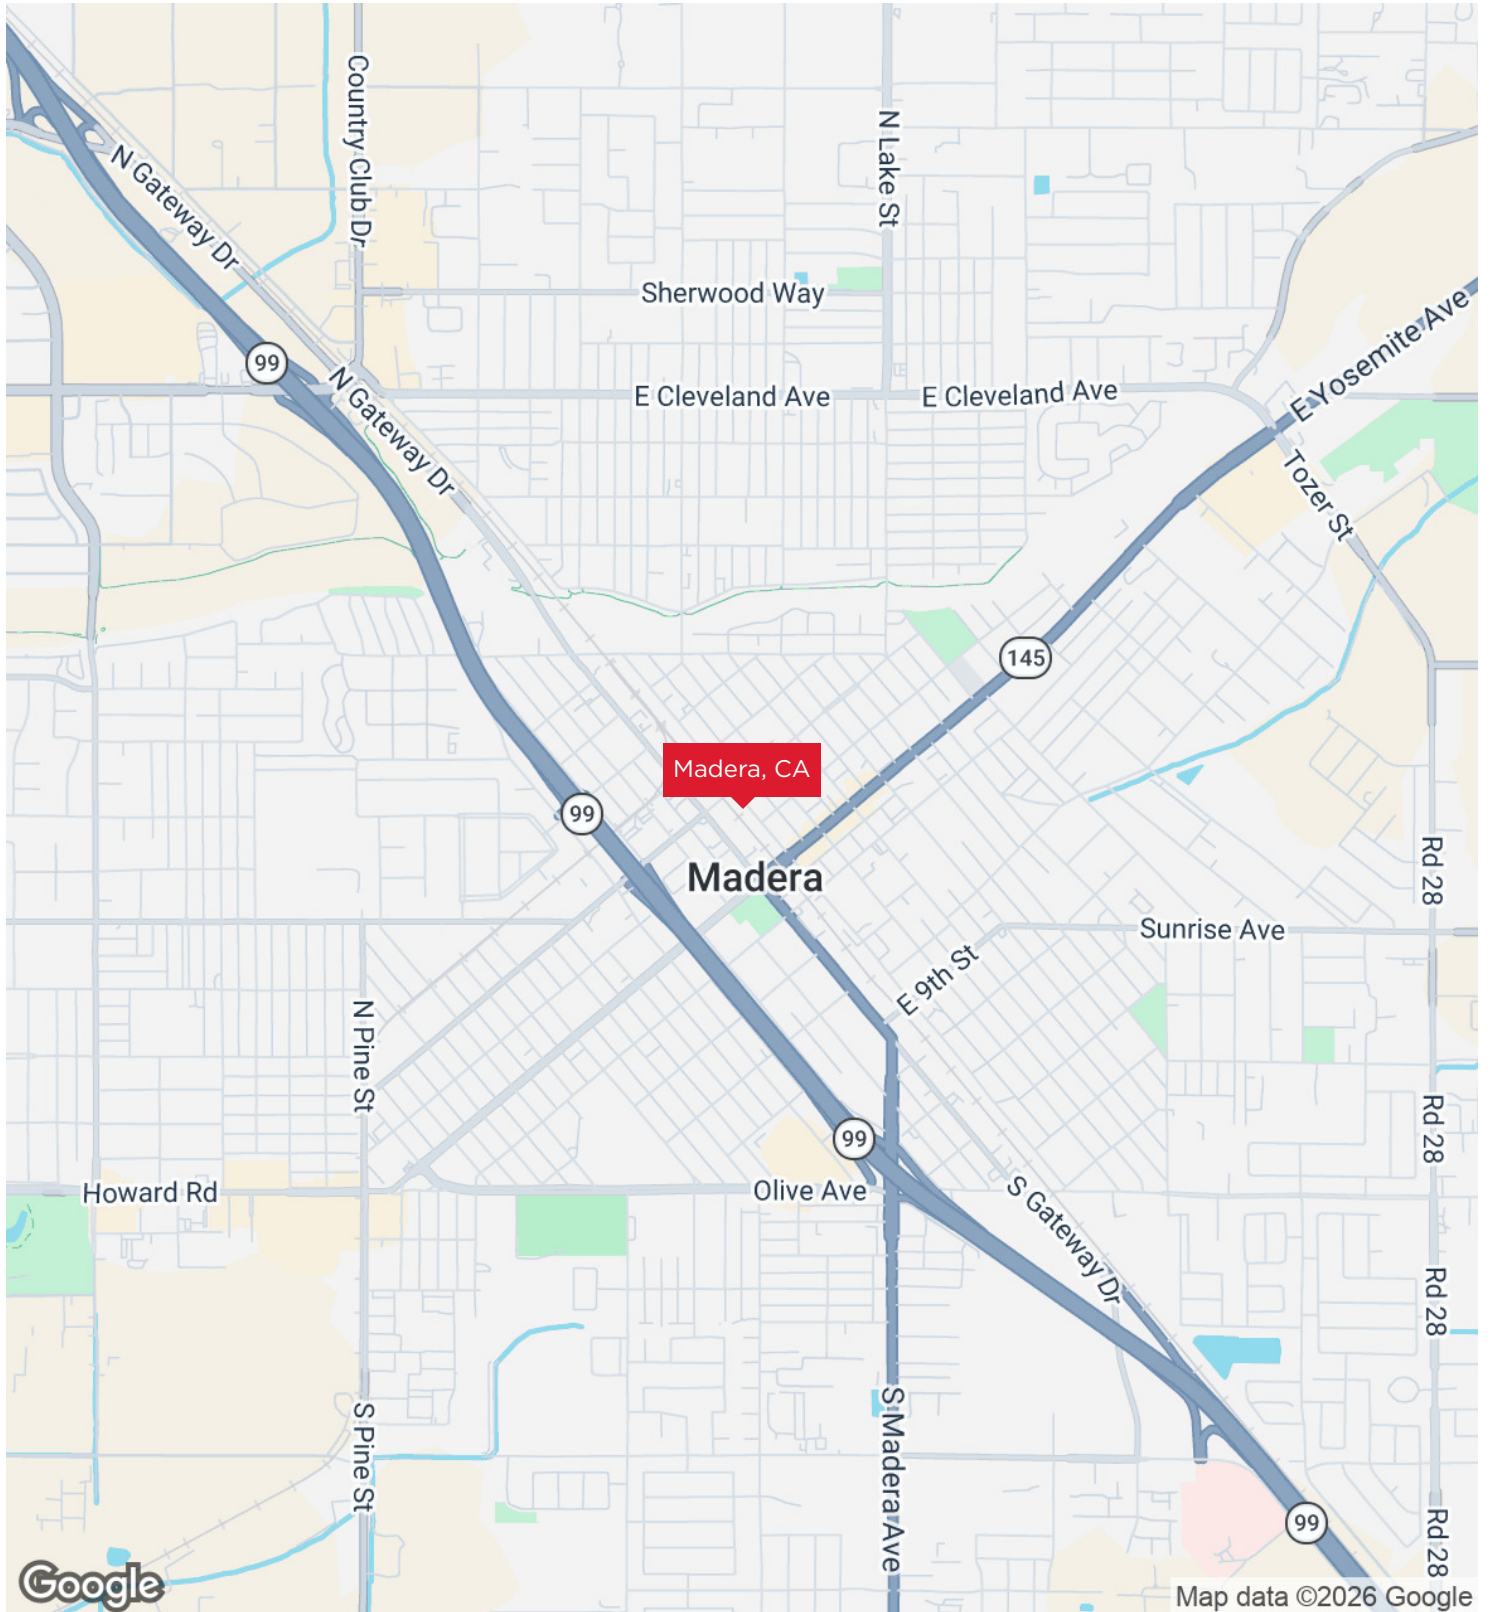 Country Club Dr
N Lake St
N Gateway Dr
Sherwood Way
E Yosemite Ave
99
N Gateway Dr
E Cleveland Ave
E Cleveland Ave
Tozer St
145
Madera, CA
99
Madera
Rd 28
Sunrise Ave
E 9th St
N Pine St
Rd 28
99
Howard Rd
Olive Ave
S Gateway Dr
Rd 28
S Pine St
S Madera Ave
99
Rd 28
Google
Map data ©2026 Google